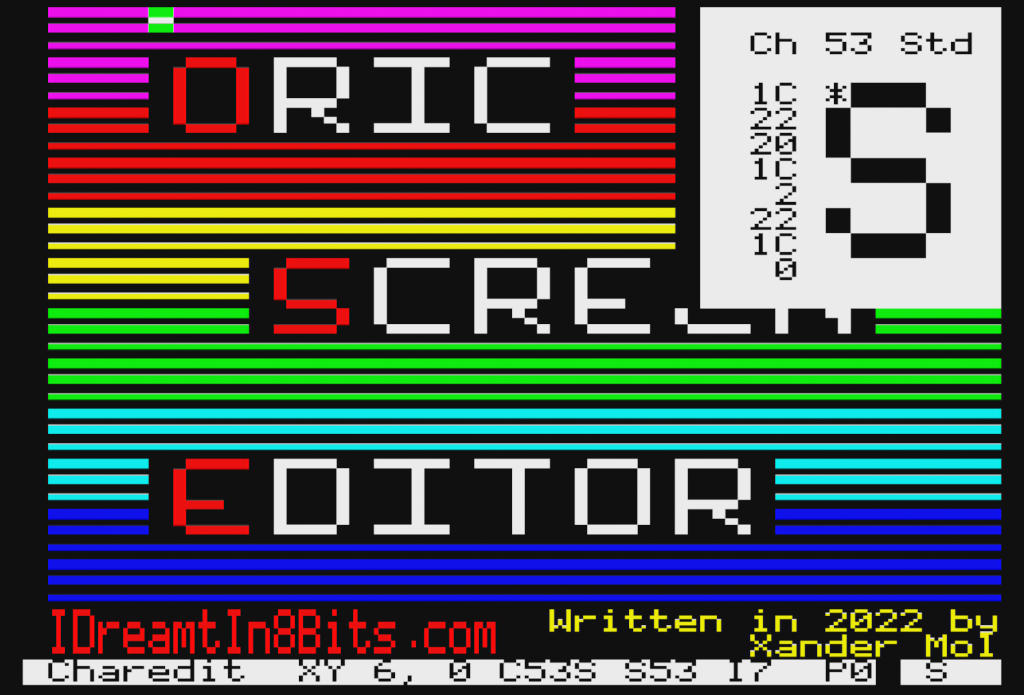 Ch 53 Std
1C *
22
20
1C
2
22
1C
0
S
ORIC
SCREEN
EDITOR
IDreamtIn8Bits.com
Written in 2022 by
Xander Mol
Charedit XY 6, 0 C53S S53 I7 P0 S